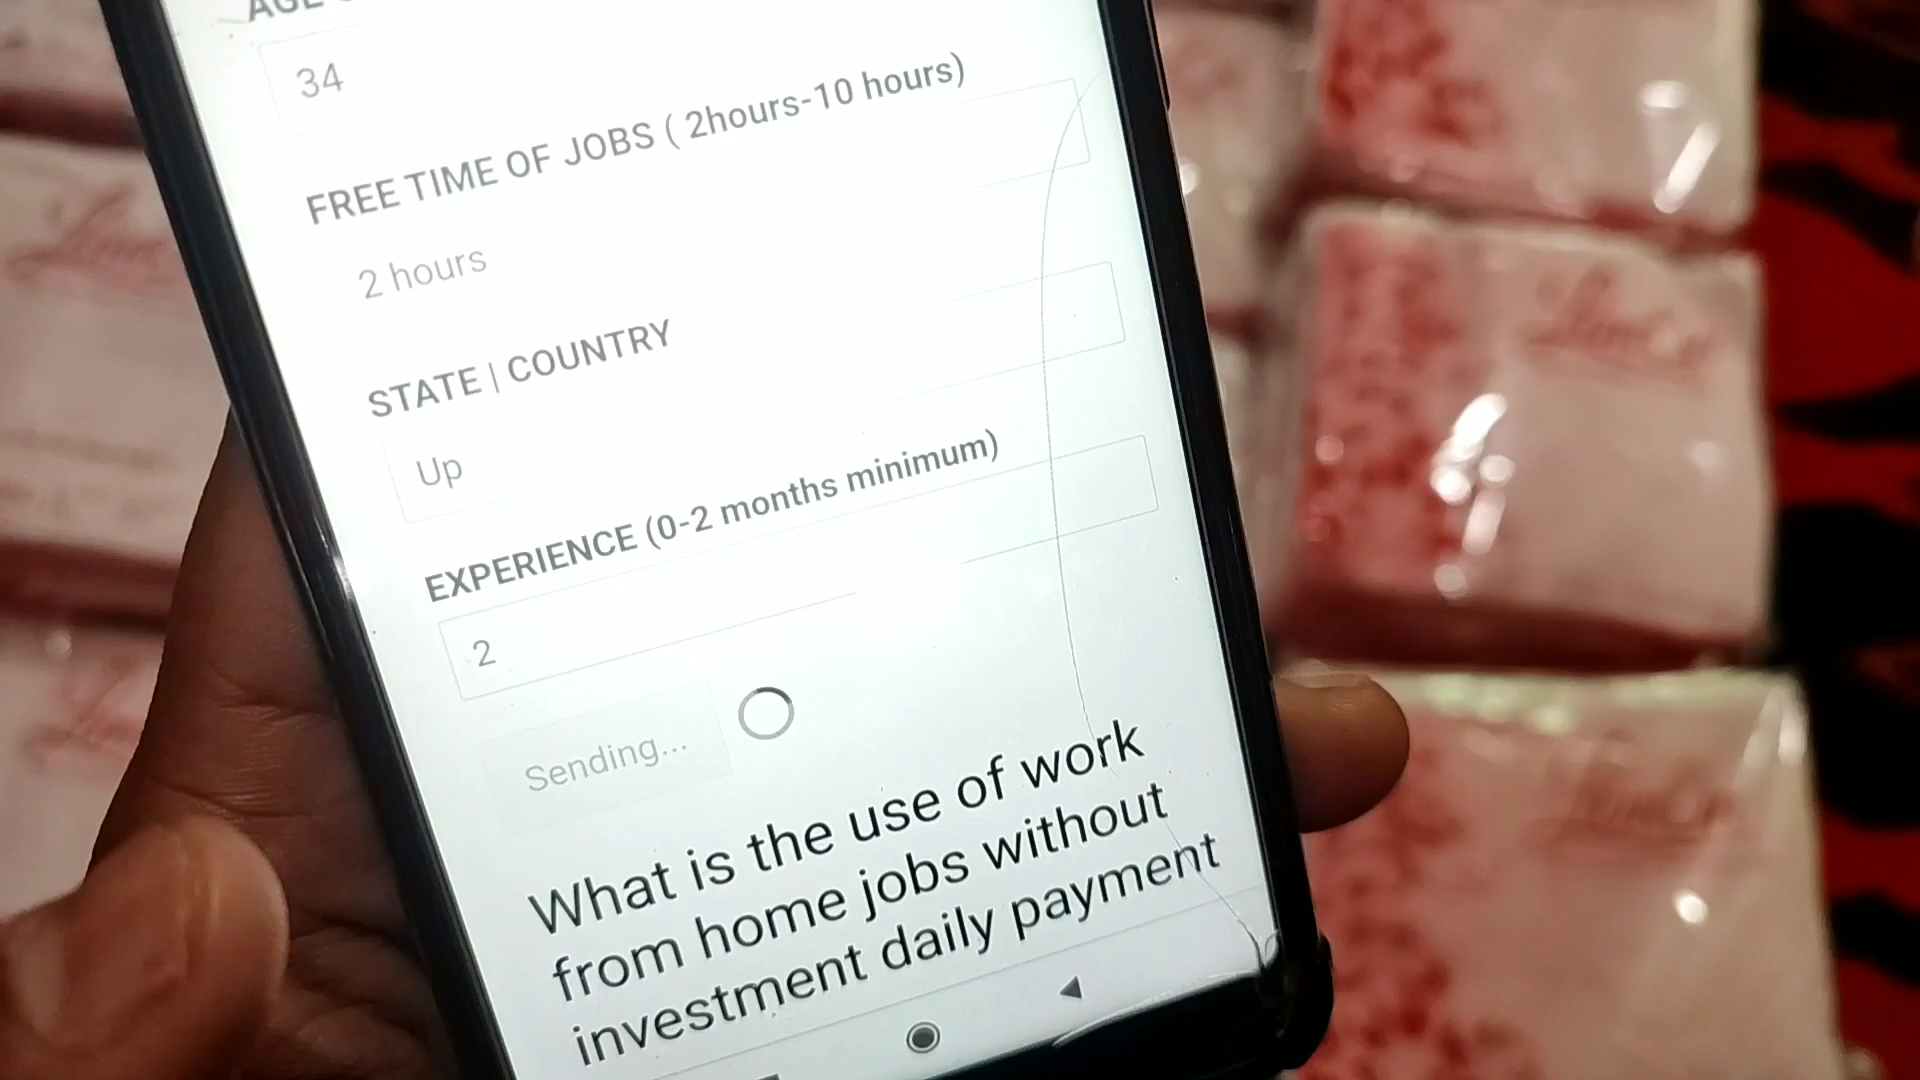 AGE
34
FREE TIME OF JOBS ( 2hours-10 hours)
2 hours
STATE | COUNTRY
Up
EXPERIENCE (0-2 months minimum)
2
Sending...
What is the use of work
from home jobs without
investment daily payment